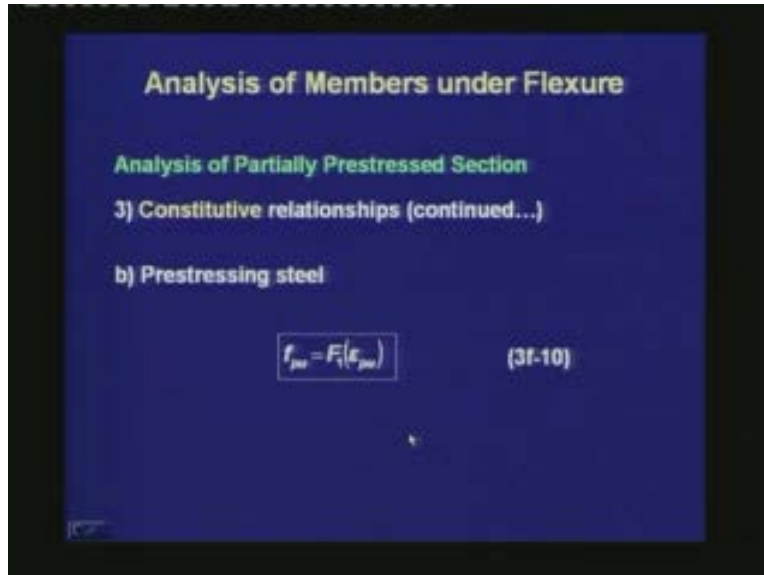 Analysis of Members under Flexure
Analysis of Partially Prestressed Section
3) Constitutive relationships (continued...)
b) Prestressing steel
f_pu = F_1(ε_pu) (3f-10)